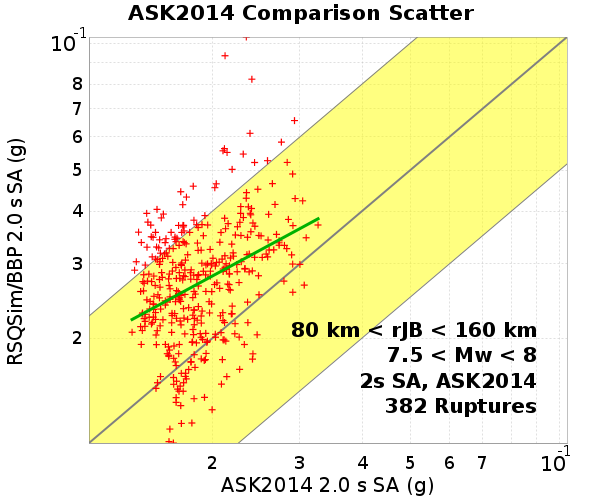 ASK2014 Comparison Scatter
10-1
8
7
6
5
4
3
2
RSQSim/BBP 2.0 s SA (g)
80 km < rJB < 160 km
7.5 < Mw < 8
2s SA, ASK2014
382 Ruptures
2 3 4 5 6 7 10-1
ASK2014 2.0 s SA (g)